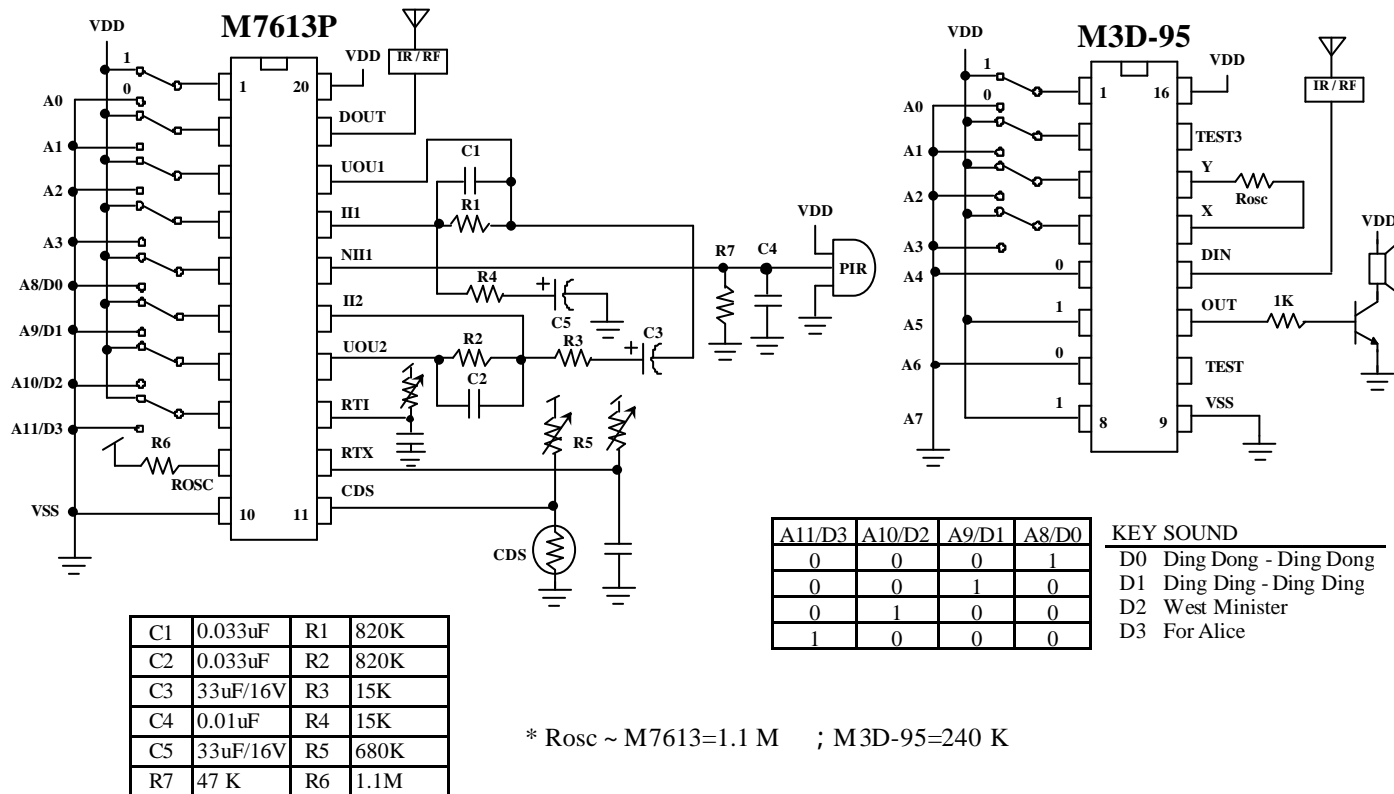 M7613P
VDD
1
0
A0
A1
A2
A3
A8/D0
A9/D1
A10/D2
A11/D3
R6
ROSC
VSS
1
20
10
11
VDD
IR / RF
DOUT
UOU1
II1
NII1
II2
UOU2
RTI
RTX
CDS
C1
R1
R4
C5
R2
C2
R3
C3
R5
CDS
R7
C4
VDD
PIR
M3D-95
VDD
1
0
A0
A1
A2
A3
A4
0
A5
1
A6
0
A7
1
1
16
8
9
VDD
IR / RF
TEST3
Y
Rosc
X
DIN
OUT
1K
TEST
VSS
VDD
A11/D3 A10/D2 A9/D1 A8/D0
0 0 0 1
0 0 1 0
0 1 0 0
1 0 0 0
KEY SOUND
D0 Ding Dong - Ding Dong
D1 Ding Ding - Ding Ding
D2 West Minister
D3 For Alice
C1 0.033uF R1 820K
C2 0.033uF R2 820K
C3 33uF/16V R3 15K
C4 0.01uF R4 15K
C5 33uF/16V R5 680K
R7 47 K R6 1.1M
* Rosc ~ M7613=1.1 M ; M3D-95=240 K